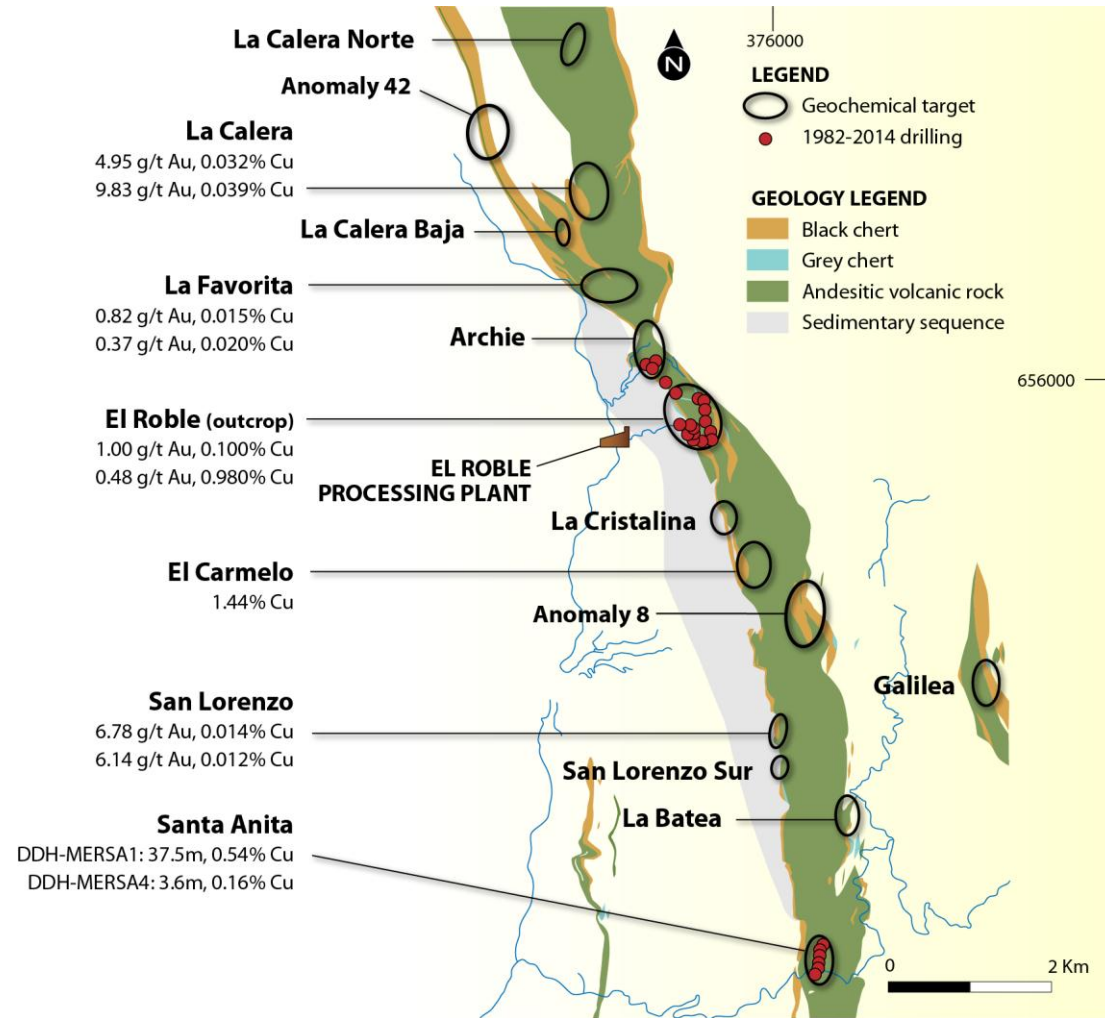 La Calera Norte
Anomaly 42
La Calera
4.95 g/t Au, 0.032% Cu
9.83 g/t Au, 0.039% Cu
La Calera Baja
La Favorita
0.82 g/t Au, 0.015% Cu
0.37 g/t Au, 0.020% Cu
Archie
El Roble (outcrop)
1.00 g/t Au, 0.100% Cu
0.48 g/t Au, 0.980% Cu
EL ROBLE
PROCESSING PLANT
La Cristalina
El Carmelo
1.44% Cu
Anomaly 8
Galilea
San Lorenzo
6.78 g/t Au, 0.014% Cu
6.14 g/t Au, 0.012% Cu
San Lorenzo Sur
La Batea
Santa Anita
DDH-MERSA1: 37.5m, 0.54% Cu
DDH-MERSA4: 3.6m, 0.16% Cu
N
376000
LEGEND
Geochemical target
1982-2014 drilling
GEOLOGY LEGEND
Black chert
Grey chert
Andesitic volcanic rock
Sedimentary sequence
656000
0 2 Km